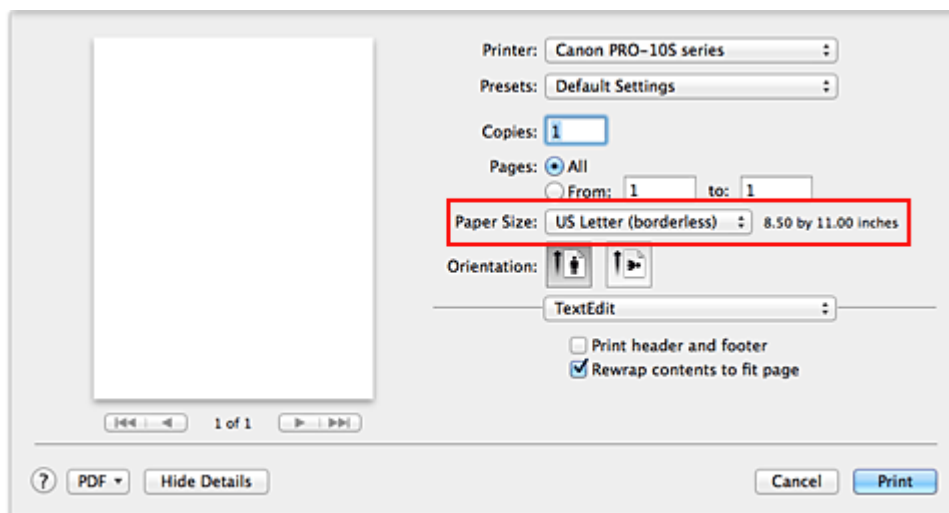 Printer: Canon PRO-10S series
Presets: Default Settings
Copies: 1
Pages: All
From: 1 to: 1
Paper Size: US Letter (borderless) 8.50 by 11.00 inches
Orientation:
TextEdit
Print header and footer
Rewrap contents to fit page
1 of 1
? PDF Hide Details Cancel Print